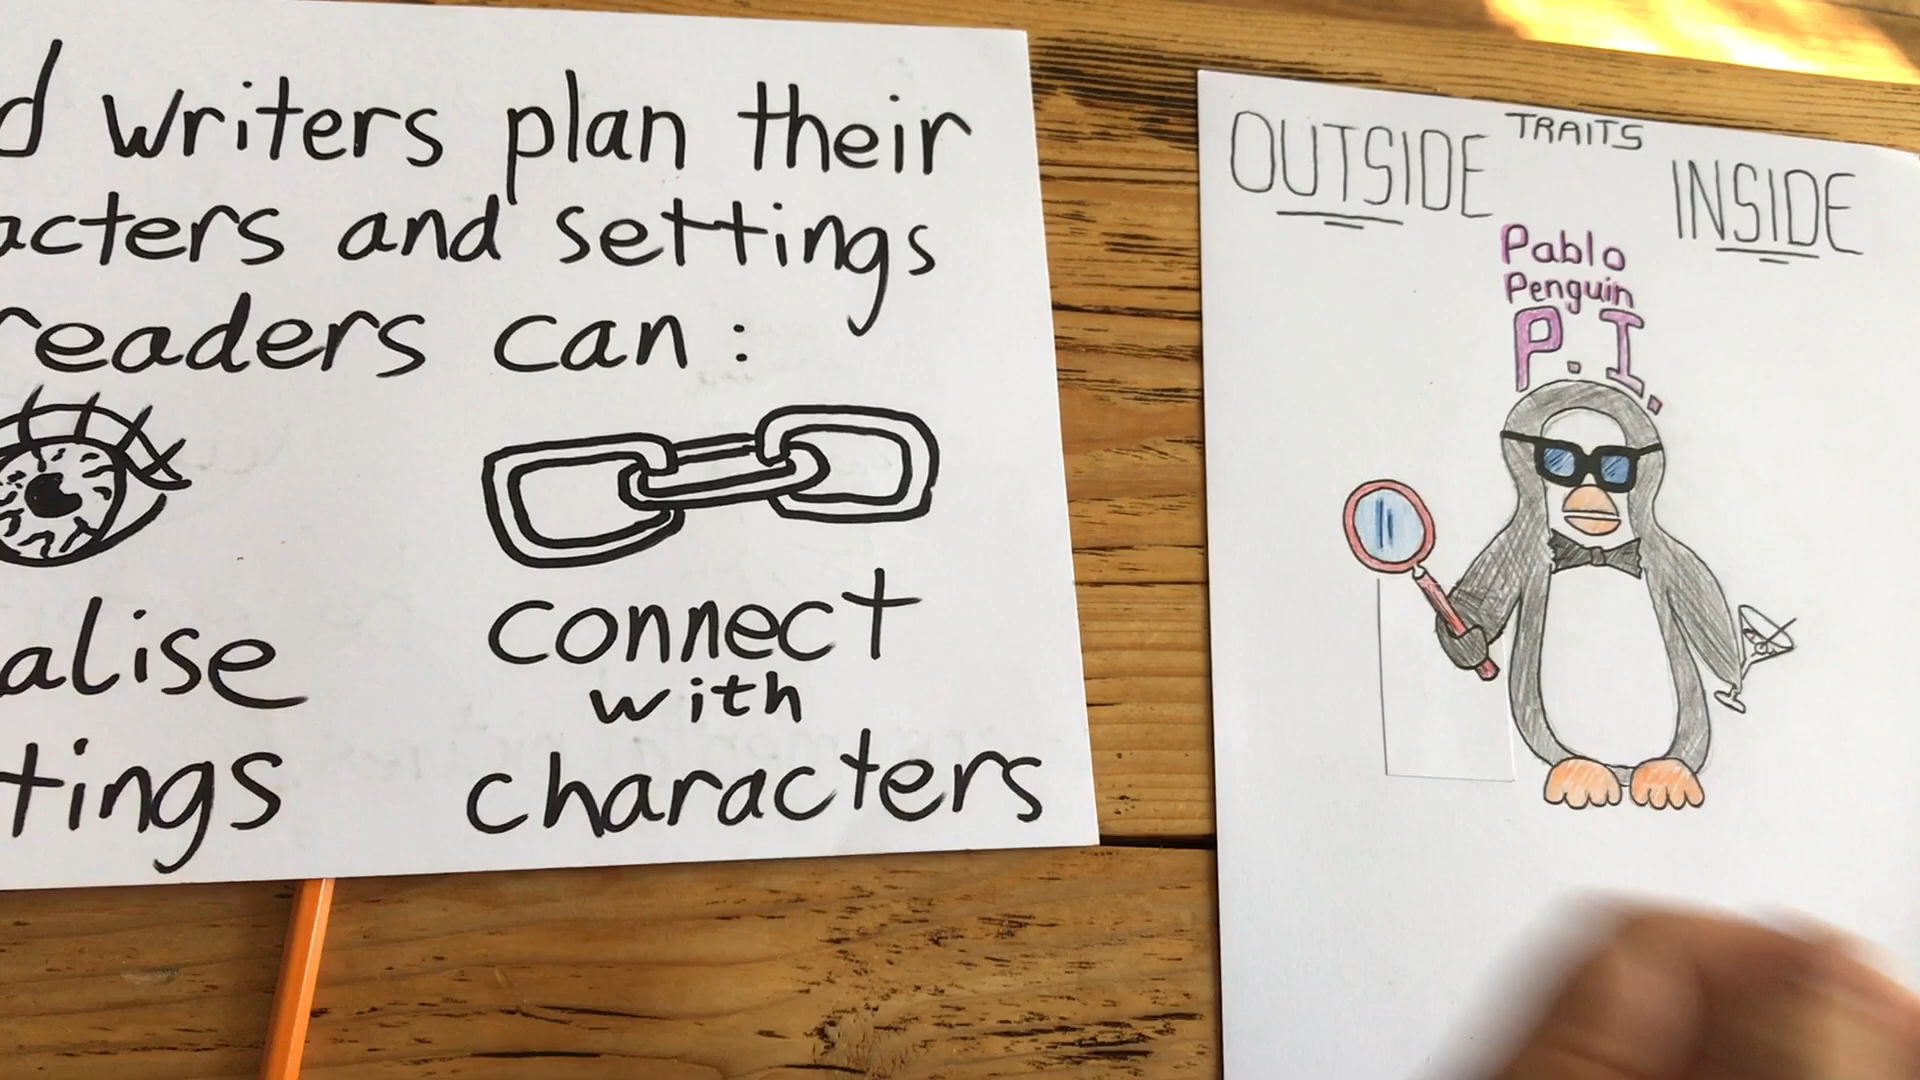 d writers plan their
acters and settings
readers can:
alise
tings
connect
with
characters
OUTSIDE TRAITS INSIDE
Pablo
Penguin
P.I.